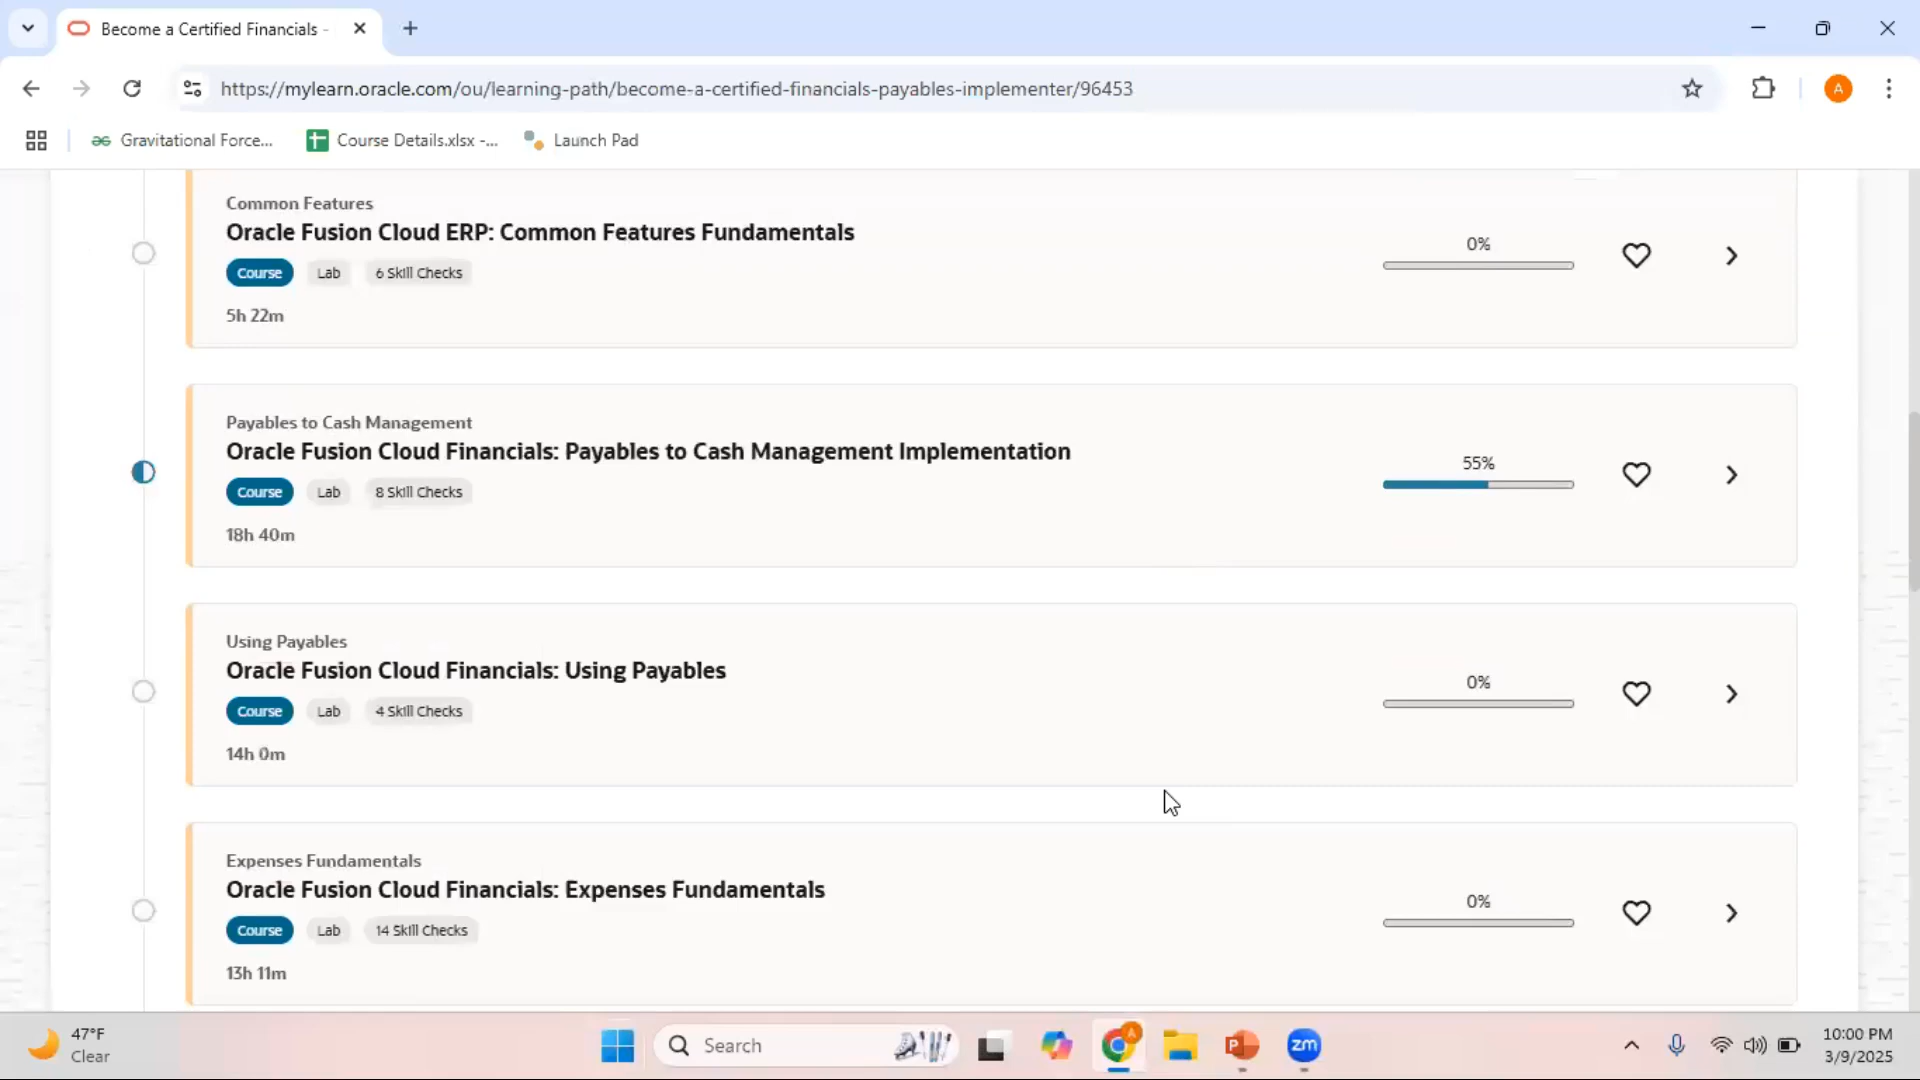 Become a Certified Financials -
https://mylearn.oracle.com/ou/learning-path/become-a-certified-financials-payables-implementer/96453
A
Gravitational Force...
Course Details.xlsx -...
Launch Pad
Common Features
Oracle Fusion Cloud ERP: Common Features Fundamentals
Course Lab 6 Skill Checks
0%
5h 22m
Payables to Cash Management
Oracle Fusion Cloud Financials: Payables to Cash Management Implementation
Course Lab 8 Skill Checks
55%
18h 40m
Using Payables
Oracle Fusion Cloud Financials: Using Payables
Course Lab 4 Skill Checks
0%
14h 0m
Expenses Fundamentals
Oracle Fusion Cloud Financials: Expenses Fundamentals
Course Lab 14 Skill Checks
0%
13h 11m
47°F
Clear
Search
A
P
zm
10:00 PM
3/9/2025